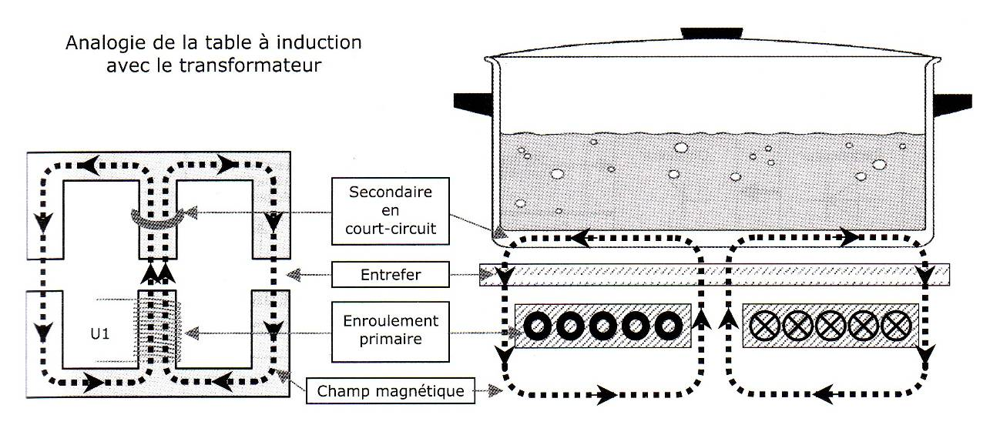 Analogie de la table à induction
avec le transformateur
Secondaire
en
court-circuit
Entrefer
U1
Enroulement
primaire
Champ magnétique